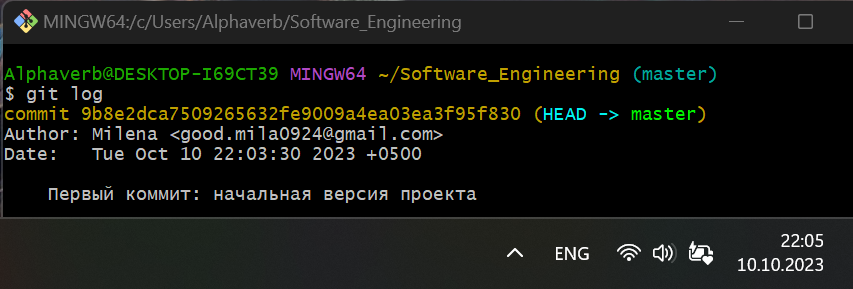 MINGW64:/c/Users/Alphaverb/Software_Engineering
Alphaverb@DESKTOP-I69CT39 MINGW64 ~/Software_Engineering (master)
$ git log
commit 9b8e2dca7509265632fe9009a4ea03ea3f95f830 (HEAD -> master)
Author: Milena <good.mila0924@gmail.com>
Date:   Tue Oct 10 22:03:30 2023 +0500
Первый коммит: начальная версия проекта
ENG
22:05
10.10.2023